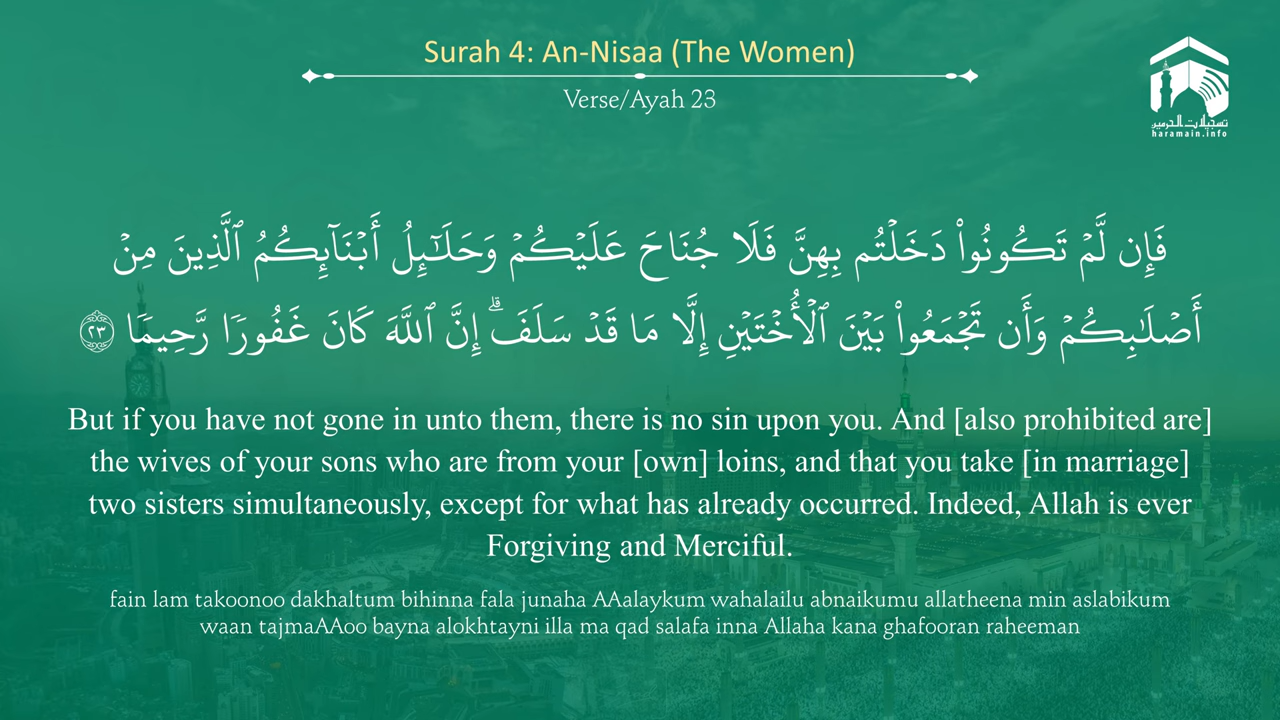 Surah 4: An-Nisaa (The Women)
Verse/Ayah 23
تسجيلات الحرمين
haramain.info
فَإِن لَّمْ تَكُونُوا۟ دَخَلْتُم بِهِنَّ فَلَا جُنَاحَ عَلَيْكُمْ وَحَلَـٰٓئِلُ أَبْنَآئِكُمُ ٱلَّذِينَ مِنْ
أَصْلَـٰبِكُمْ وَأَن تَجْمَعُوا۟ بَيْنَ ٱلْأُخْتَيْنِ إِلَّا مَا قَدْ سَلَفَ ۗ إِنَّ ٱللَّهَ كَانَ غَفُورًا رَّحِيمًا ٢٣
But if you have not gone in unto them, there is no sin upon you. And [also prohibited are]
the wives of your sons who are from your [own] loins, and that you take [in marriage]
two sisters simultaneously, except for what has already occurred. Indeed, Allah is ever
Forgiving and Merciful.
fain lam takoonoo dakhaltum bihinna fala junaha AAalaykum wahalailu abnaikumu allatheena min aslabikum
waan tajmaAAoo bayna alokhtayni illa ma qad salafa inna Allaha kana ghafooran raheeman